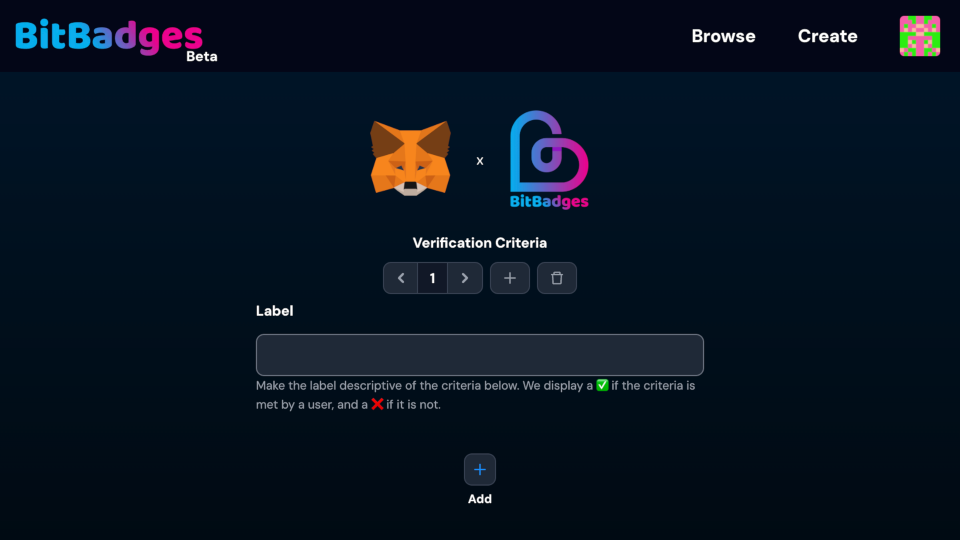 BitBadges
Beta
Browse
Create
x
BitBadges
Verification Criteria
1
Label
Make the label descriptive of the criteria below. We display a ✅ if the criteria is
met by a user, and a ❌ if it is not.
Add